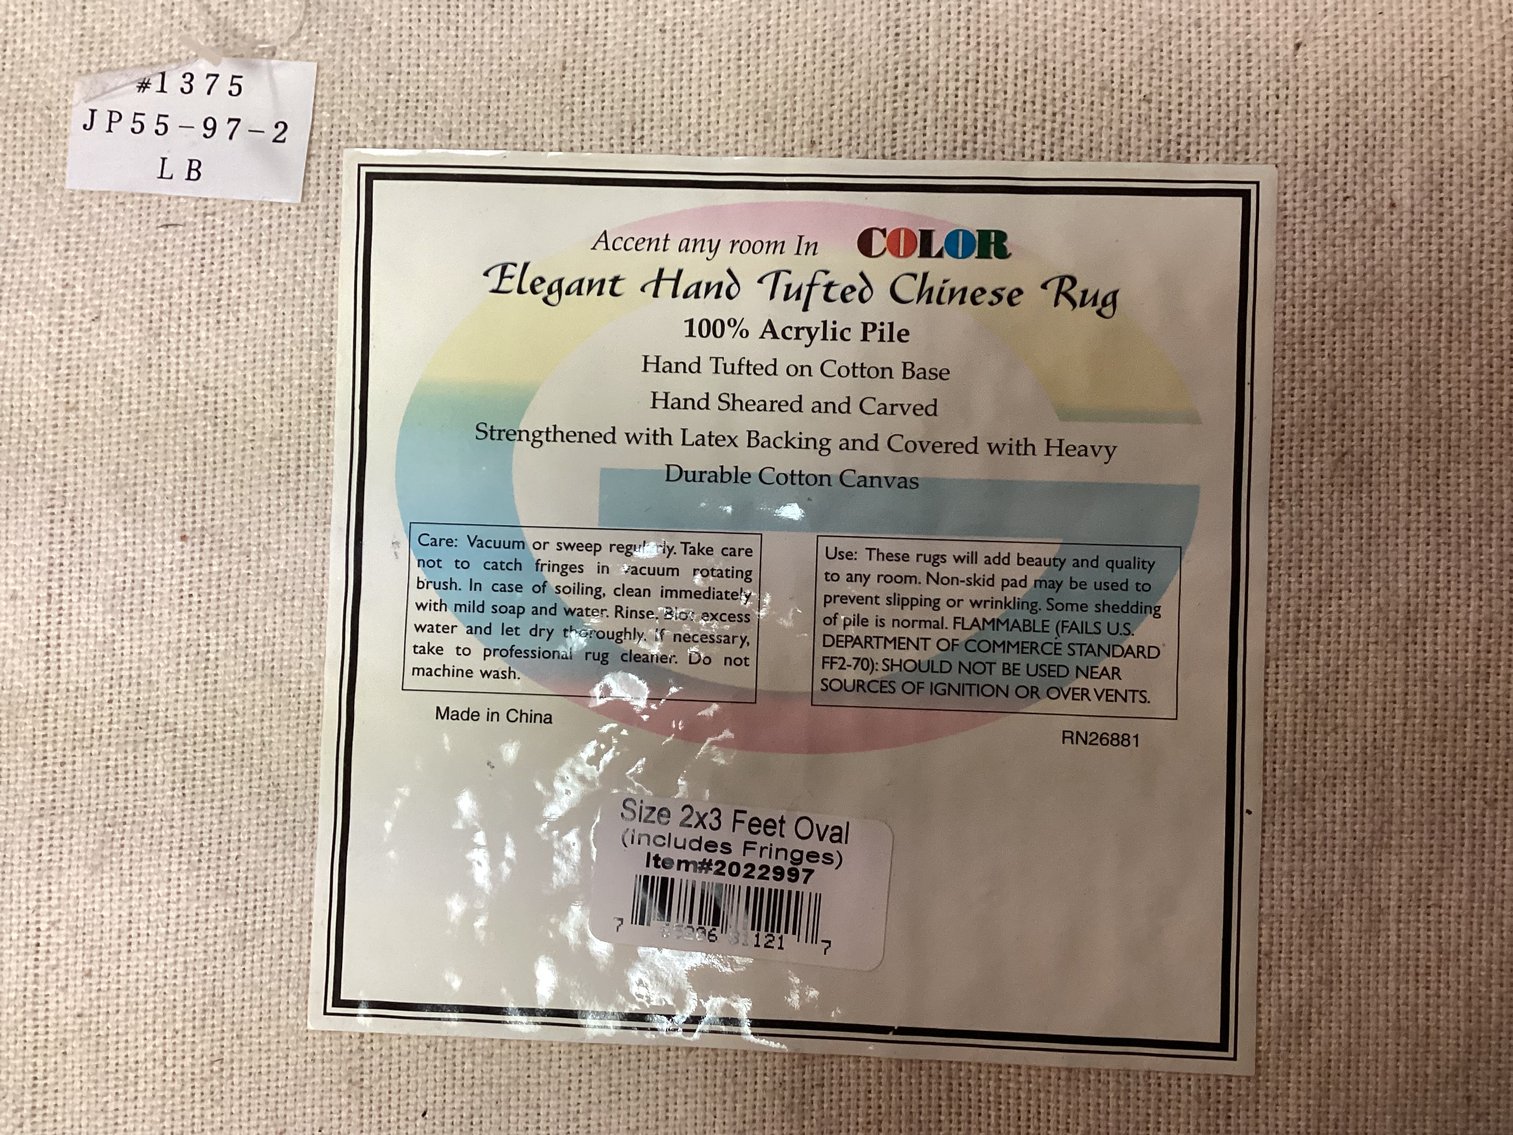 #1375
JP55-97-2
LB
Accent any room In COLOR
Elegant Hand Tufted Chinese Rug
100% Acrylic Pile
Hand Tufted on Cotton Base
Hand Sheared and Carved
Strengthened with Latex Backing and Covered with Heavy
Durable Cotton Canvas
Care: Vacuum or sweep regularly. Take care
not to catch fringes in vacuum rotating
brush. In case of soiling, clean immediately
with mild soap and water. Rinse. Blot excess
water and let dry thoroughly. If necessary,
take to professional rug cleaner. Do not
machine wash.
Use: These rugs will add beauty and quality
to any room. Non-skid pad may be used to
prevent slipping or wrinkling. Some shedding
of pile is normal. FLAMMABLE (FAILS U.S.
DEPARTMENT OF COMMERCE STANDARD
FF2-70): SHOULD NOT BE USED NEAR
SOURCES OF IGNITION OR OVER VENTS.
Made in China
RN26881
Size 2x3 Feet Oval
(includes Fringes)
Item#2022997
7 7